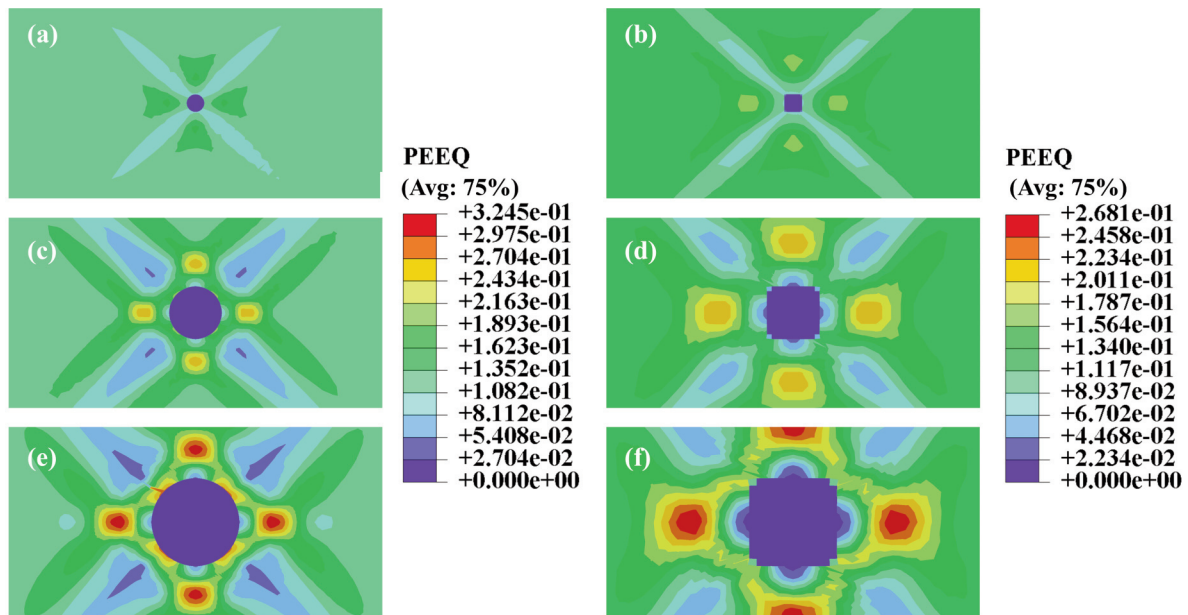 (a)
(b)
(c)
(d)
(e)
(f)
PEEQ
(Avg: 75%)
+3.245e-01
+2.975e-01
+2.704e-01
+2.434e-01
+2.163e-01
+1.893e-01
+1.623e-01
+1.352e-01
+1.082e-01
+8.112e-02
+5.408e-02
+2.704e-02
+0.000e+00
PEEQ
(Avg: 75%)
+2.681e-01
+2.458e-01
+2.234e-01
+2.011e-01
+1.787e-01
+1.564e-01
+1.340e-01
+1.117e-01
+8.937e-02
+6.702e-02
+4.468e-02
+2.234e-02
+0.000e+00